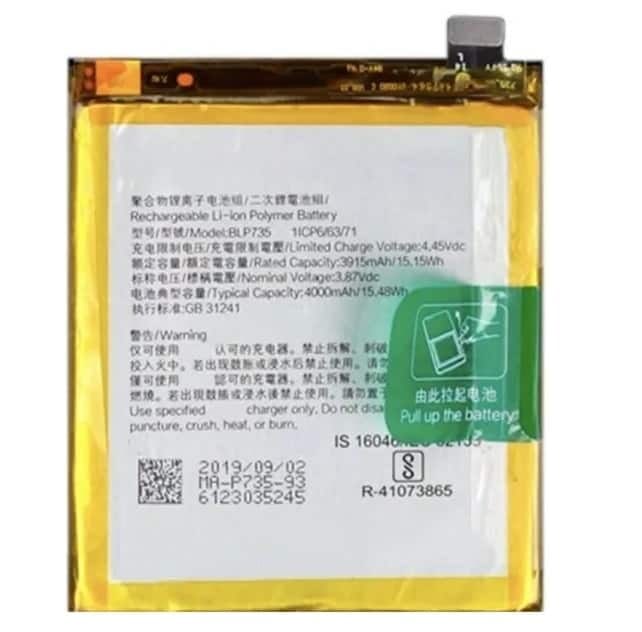 聚合物锂离子电池组/二次鋰電池組/
Rechargeable Li-ion Polymer Battery
型号/型號/Model:BLP735 1ICP6/63/71
充电限制电压/充電限制電壓/Limited Charge Voltage:4.45Vdc
额定容量/額定電容量/Rated Capacity:3915mAh/15.15Wh
标称电压/標稱電壓/Nominal Voltage:3.87Vdc
电池典型容量/Typical Capacity:4000mAh/15.48Wh
执行标准:GB 31241
警告/Warning
仅可使用 认可的充电器。禁止拆解、刺破
投入火中。若出现鼓胀或浸水后禁止使用。请勿
僅可使用 認可的充電器。禁止拆解、刺
燃燒。若出現鼓脹或浸水後禁止使用。請勿置
Use specified charger only. Do not disa
puncture, crush, heat, or burn.
由此拉起电池
Pull up the battery
IS 16046
2019/09/02
MA-P735-93
6123035245
R-41073865